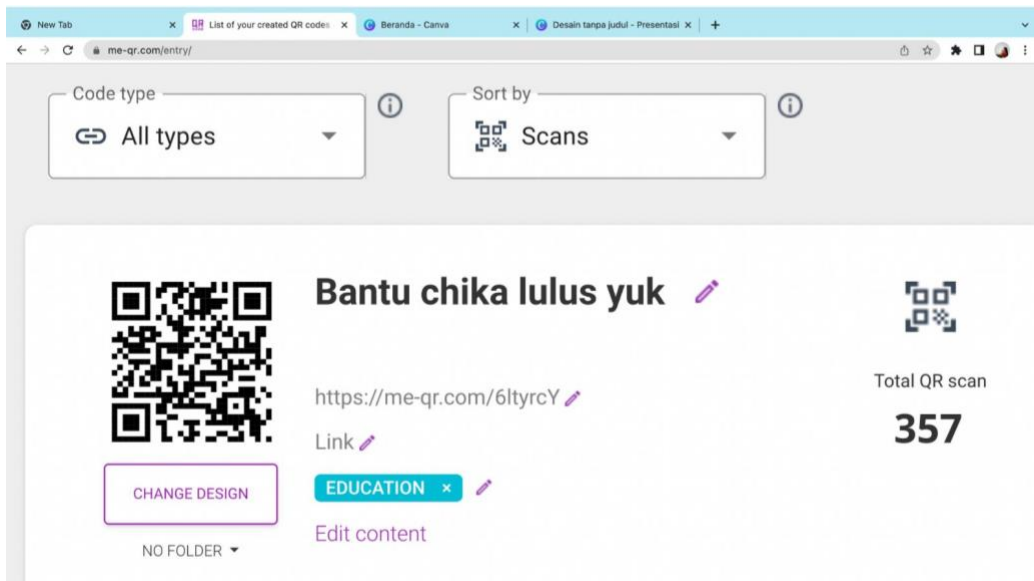 New Tab
List of your created QR codes
Beranda - Canva
Desain tanpa judul - Presentasi
me-qr.com/entry/
Code type
All types
Sort by
Scans
Bantu chika lulus yuk
https://me-qr.com/6ltyrcY
Link
EDUCATION ×
Edit content
Total QR scan
357
CHANGE DESIGN
NO FOLDER